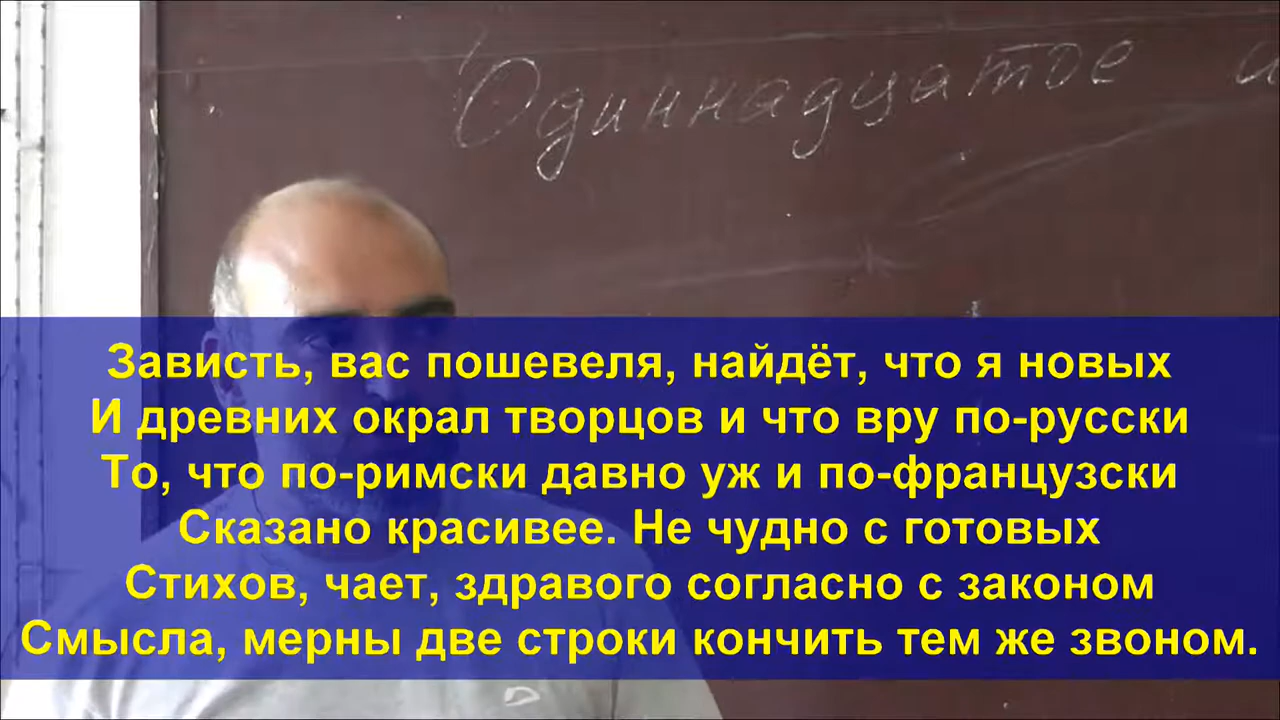 Одиннадцатое а
Зависть, вас пошевеля, найдёт, что я новых
И древних окрал творцов и что вру по-русски
То, что по-римски давно уж и по-французски
Сказано красивее. Не чудно с готовых
Стихов, чает, здравого согласно с законом
Смысла, мерны две строки кончить тем же звоном.